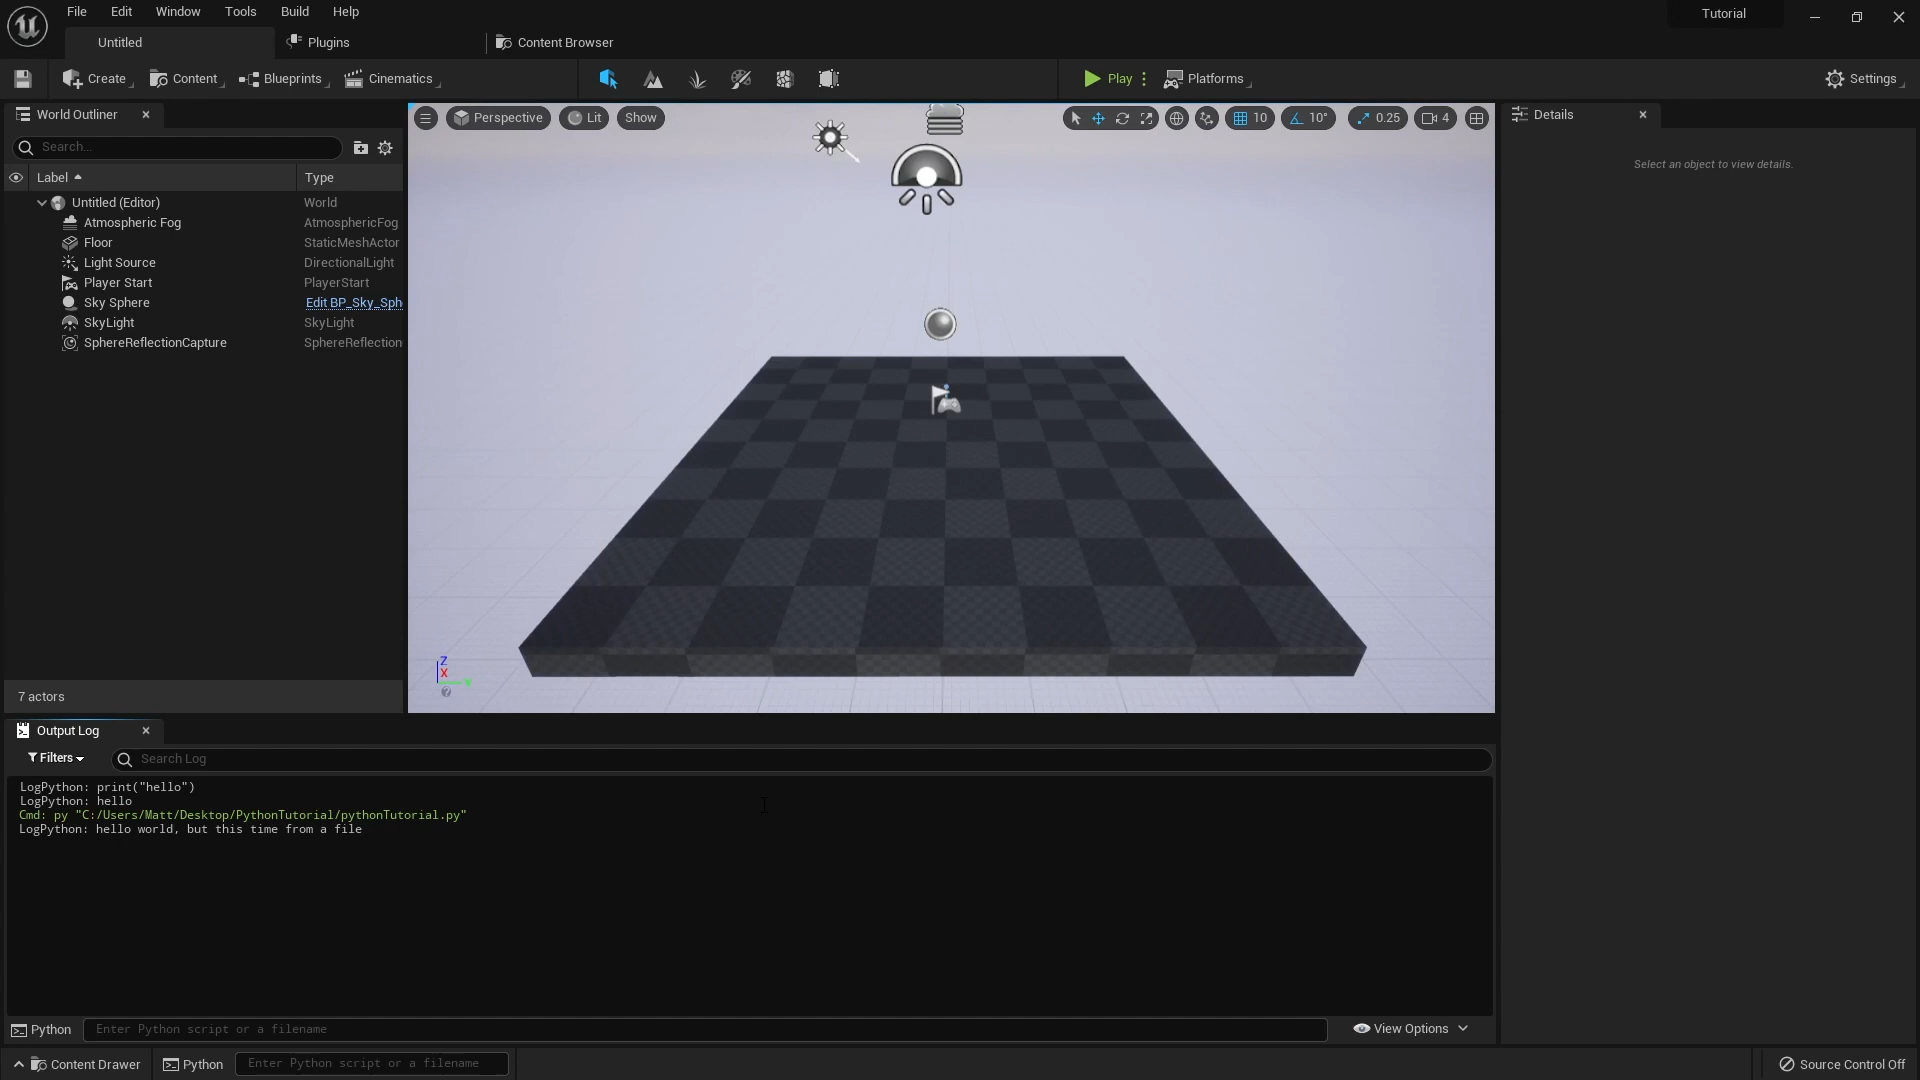 File Edit Window Tools Build Help
Tutorial
Untitled
Plugins
Content Browser
Create
Content
Blueprints
Cinematics
Play
Platforms
Settings
World Outliner
Search...
Label Type
Untitled (Editor) World
Atmospheric Fog AtmosphericFog
Floor StaticMeshActor
Light Source DirectionalLight
Player Start PlayerStart
Sky Sphere Edit BP_Sky_Sph
SkyLight SkyLight
SphereReflectionCapture SphereReflection
7 actors
Perspective Lit Show
10 10° 0.25 4
Z
X
Details
Select an object to view details.
Output Log
Filters Search Log
LogPython: print("hello")
LogPython: hello
Cmd: py "C:/Users/Matt/Desktop/PythonTutorial/pythonTutorial.py"
LogPython: hello world, but this time from a file
Python Enter Python script or a filename View Options
Content Drawer Python Enter Python script or a filename Source Control Off